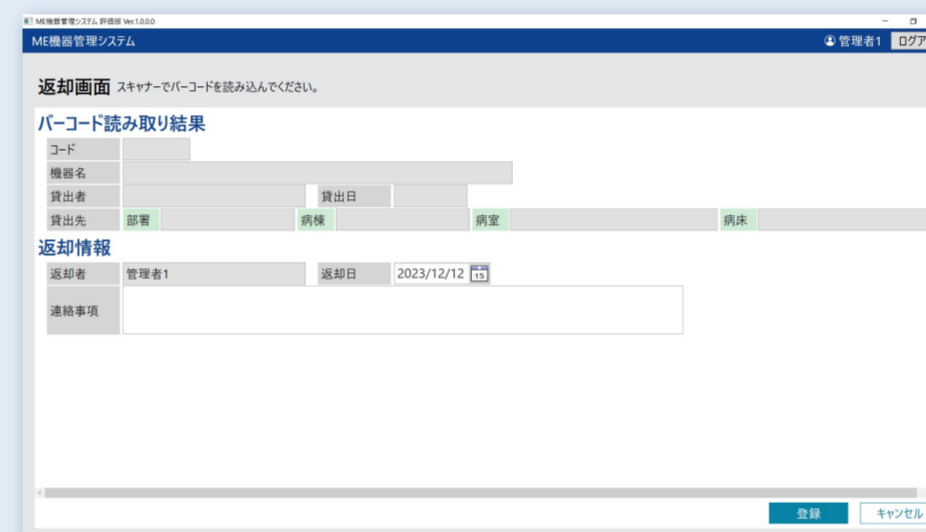 ME機器管理システム 評価版 Ver.1.0.0.0
ME機器管理システム 管理者1 ログア
返却画面 スキャナーでバーコードを読み込んでください。
バーコード読み取り結果
コード
機器名
貸出者 貸出日
貸出先 部署 病棟 病室 病床
返却情報
返却者 管理者1 返却日 2023/12/12 15
連絡事項
登録 キャンセル